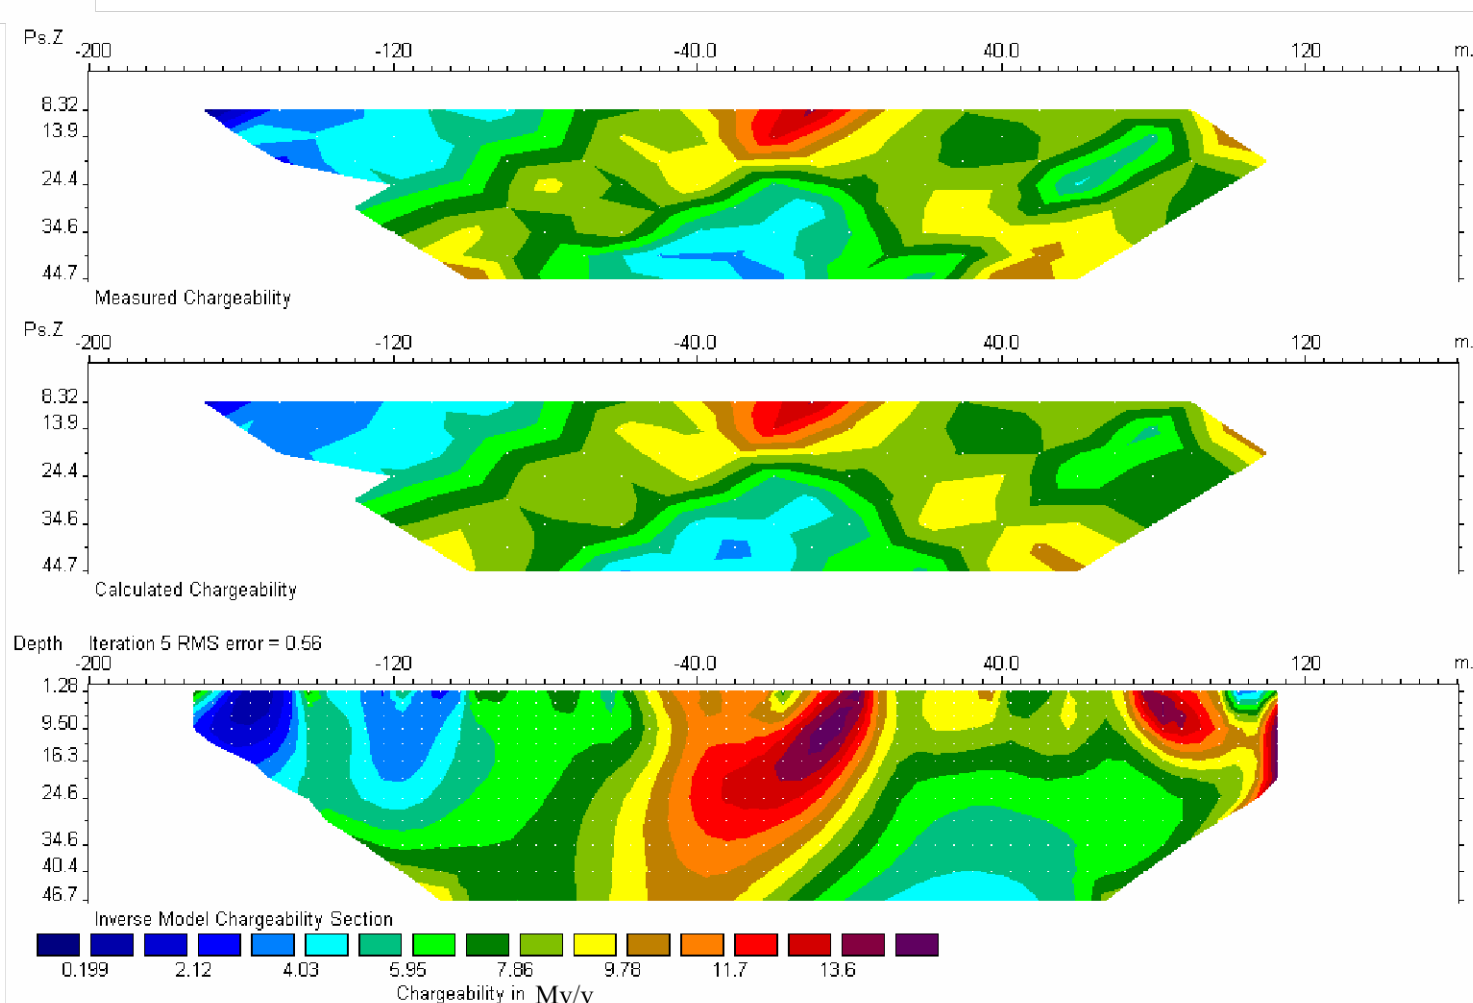 Ps.Z
-200 -120 -40.0 40.0 120 m.
8.32
13.9
24.4
34.6
44.7
Measured Chargeability
Ps.Z
-200 -120 -40.0 40.0 120 m.
8.32
13.9
24.4
34.6
44.7
Calculated Chargeability
Depth Iteration 5 RMS error = 0.56
-200 -120 -40.0 40.0 120 m.
1.28
9.50
16.3
24.6
34.6
40.4
46.7
Inverse Model Chargeability Section
0.199 2.12 4.03 5.95 7.86 9.78 11.7 13.6
Chargeability in Mv/v